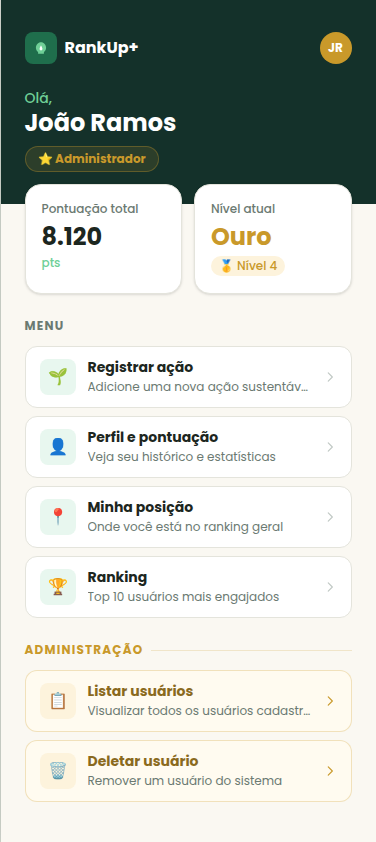 RankUp+
JR
Olá,
João Ramos
⭐ Administrador
Pontuação total
8.120
pts
Nível atual
Ouro
🥇 Nível 4
MENU
Registrar ação
Adicione uma nova ação sustentáv...
Perfil e pontuação
Veja seu histórico e estatísticas
Minha posição
Onde você está no ranking geral
Ranking
Top 10 usuários mais engajados
ADMINISTRAÇÃO
Listar usuários
Visualizar todos os usuários cadastr...
Deletar usuário
Remover um usuário do sistema